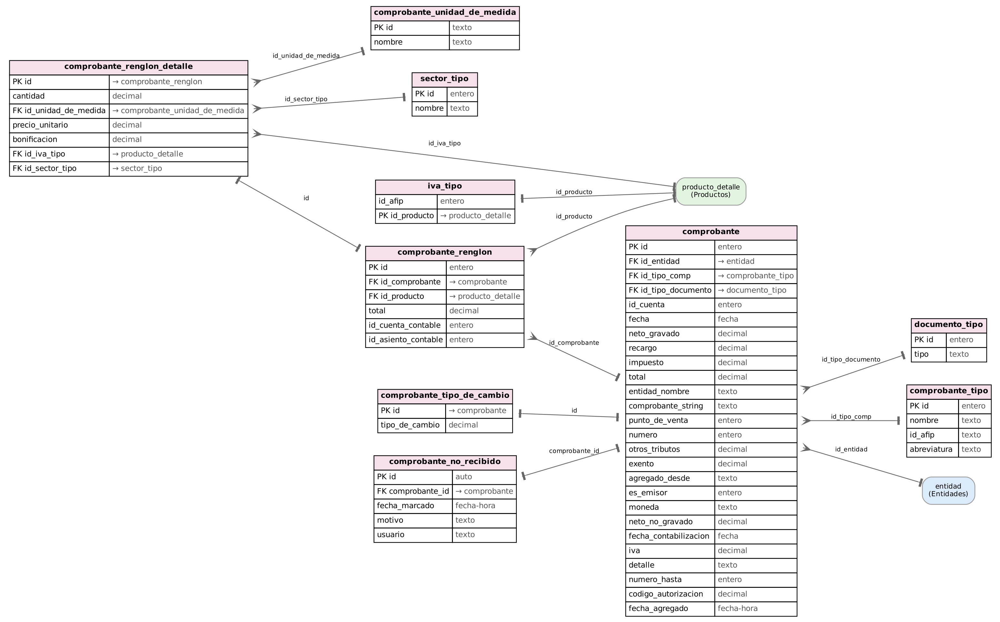 comprobante_unidad_de_medida
PK id texto
nombre texto
id_unidad_de_medida
comprobante_renglon_detalle
PK id → comprobante_renglon
cantidad decimal
FK id_unidad_de_medida → comprobante_unidad_de_medida
precio_unitario decimal
bonificacion decimal
FK id_iva_tipo → producto_detalle
FK id_sector_tipo → sector_tipo
sector_tipo
PK id entero
nombre texto
id_sector_tipo
id_iva_tipo
id
iva_tipo
id_afip entero
PK id_producto → producto_detalle
id_producto
producto_detalle
(Productos)
id_producto
comprobante_renglon
PK id entero
FK id_comprobante → comprobante
FK id_producto → producto_detalle
total decimal
id_cuenta_contable entero
id_asiento_contable entero
id_comprobante
comprobante_tipo_de_cambio
PK id → comprobante
tipo_de_cambio decimal
id
comprobante_no_recibido
PK id auto
FK comprobante_id → comprobante
fecha_marcado fecha-hora
motivo texto
usuario texto
comprobante_id
comprobante
PK id entero
FK id_entidad → entidad
FK id_tipo_comp → comprobante_tipo
FK id_tipo_documento → documento_tipo
id_cuenta entero
fecha fecha
neto_gravado decimal
recargo decimal
impuesto decimal
total decimal
entidad_nombre texto
comprobante_string texto
punto_de_venta entero
numero entero
otros_tributos decimal
exento decimal
agregado_desde texto
es_emisor entero
moneda texto
neto_no_gravado decimal
fecha_contabilizacion fecha
iva decimal
detalle texto
numero_hasta entero
codigo_autorizacion decimal
fecha_agregado fecha-hora
id_tipo_documento
documento_tipo
PK id entero
tipo texto
id_tipo_comp
comprobante_tipo
PK id entero
nombre texto
id_afip texto
abreviatura texto
id_entidad
entidad
(Entidades)